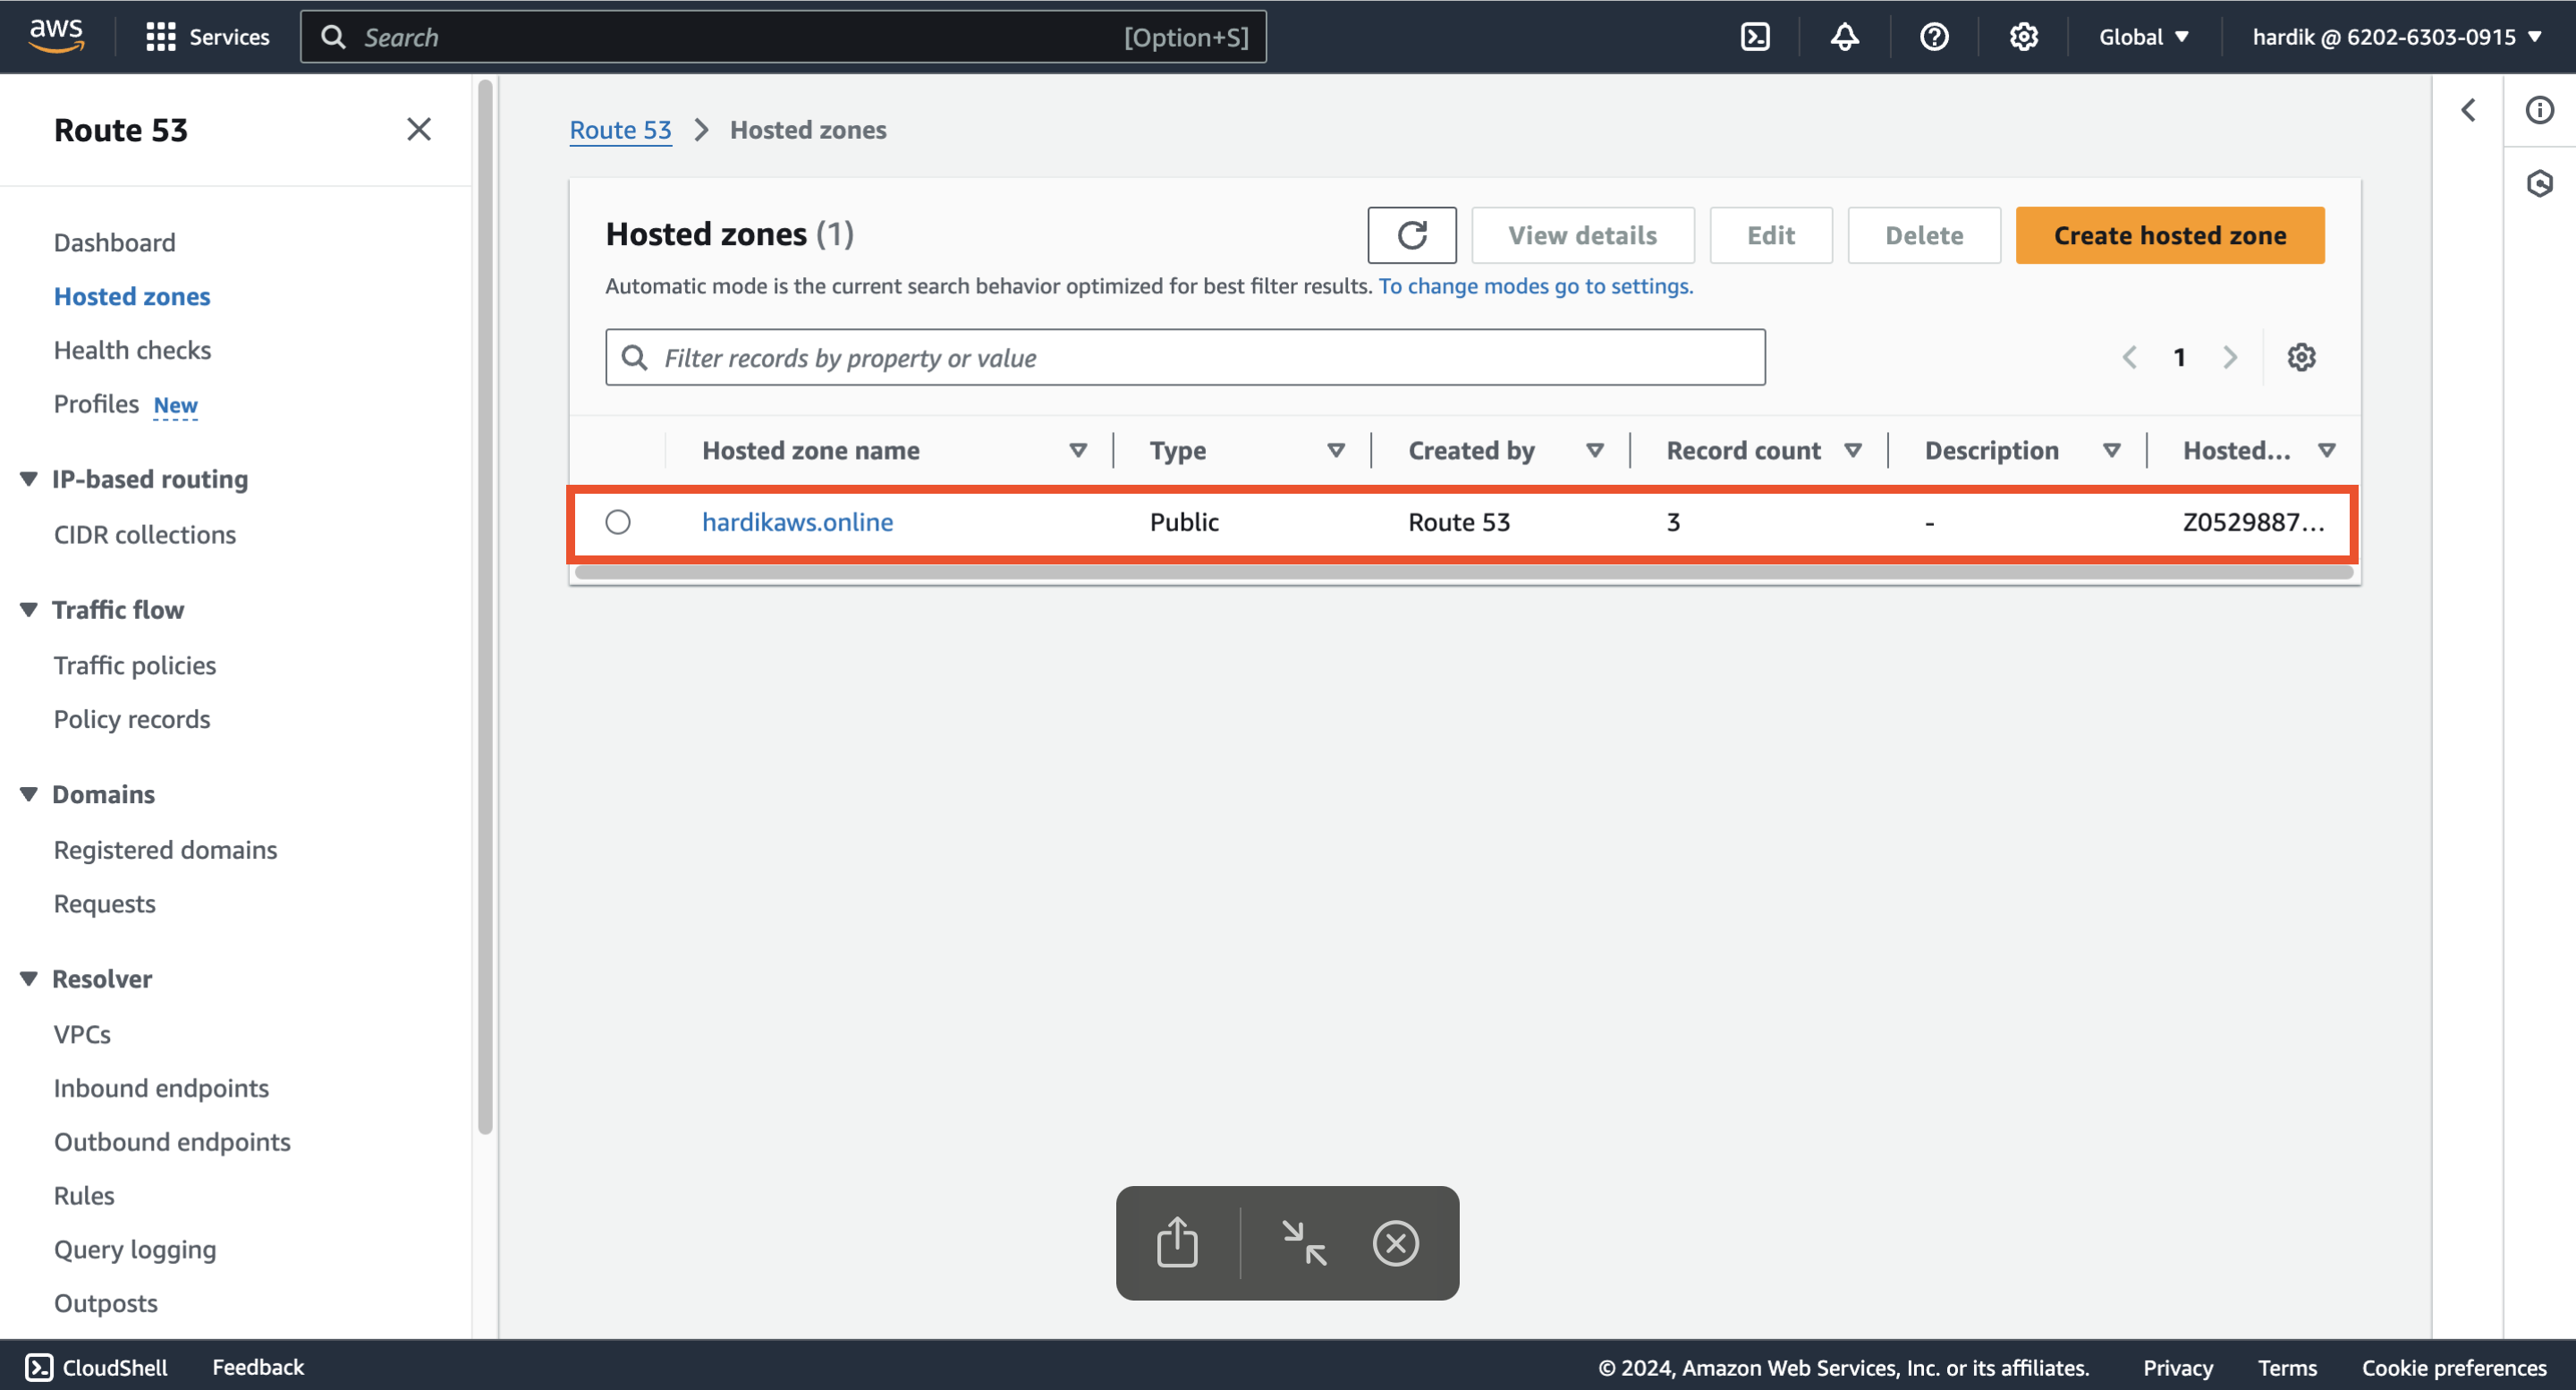 aws Services Search [Option+S] Global hardik @ 6202-6303-0915
Route 53
Dashboard
Hosted zones
Health checks
Profiles New
IP-based routing
CIDR collections
Traffic flow
Traffic policies
Policy records
Domains
Registered domains
Requests
Resolver
VPCs
Inbound endpoints
Outbound endpoints
Rules
Query logging
Outposts
Route 53 Hosted zones
Hosted zones (1) View details Edit Delete Create hosted zone
Automatic mode is the current search behavior optimized for best filter results. To change modes go to settings.
Filter records by property or value 1
Hosted zone name Type Created by Record count Description Hosted...
hardikaws.online Public Route 53 3 - Z0529887...
CloudShell Feedback © 2024, Amazon Web Services, Inc. or its affiliates. Privacy Terms Cookie preferences